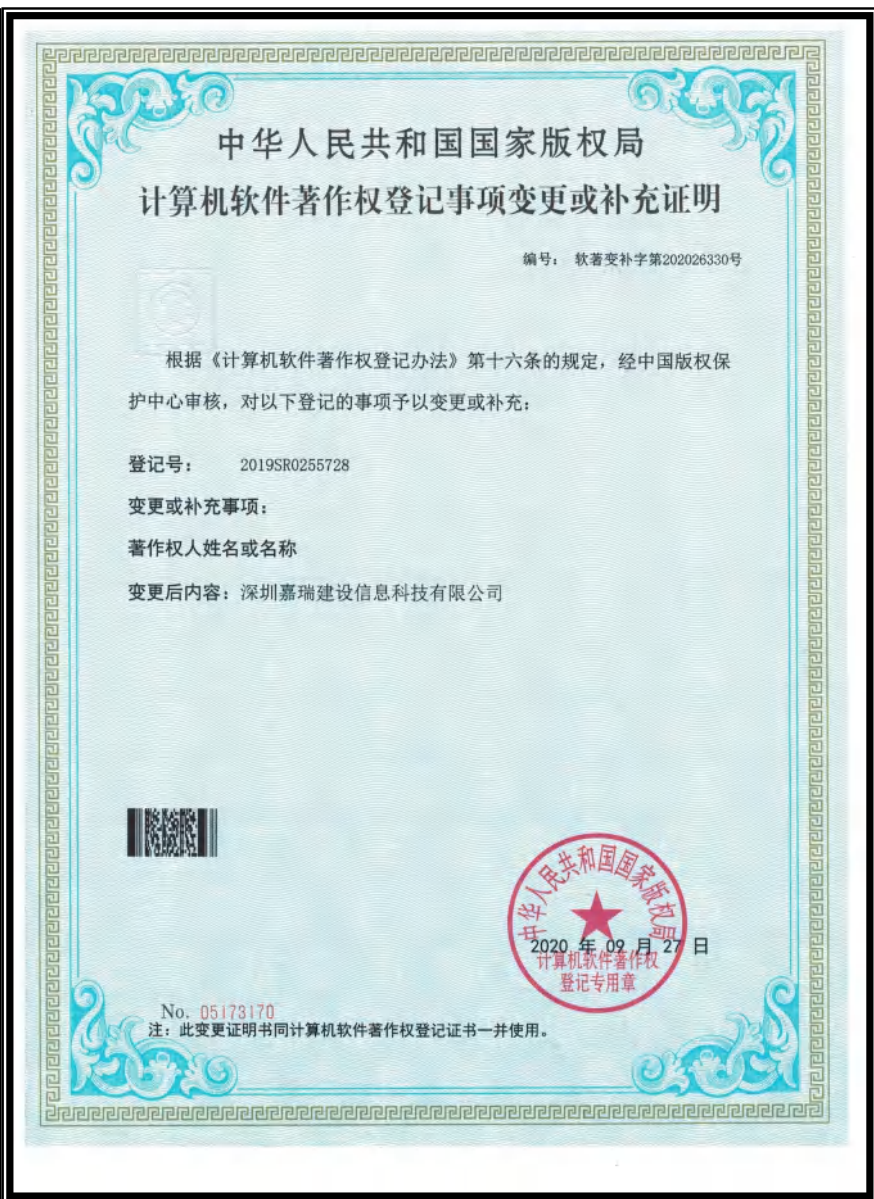 中华人民共和国国家版权局
计算机软件著作权登记事项变更或补充证明
编号： 软著变补字第202026330号
根据《计算机软件著作权登记办法》第十六条的规定，经中国版权保
护中心审核，对以下登记的事项予以变更或补充：
登记号： 2019SR0255728
变更或补充事项：
著作权人姓名或名称
变更后内容：深圳嘉瑞建设信息科技有限公司
中华人民共和国国家版权局
2020 年 09 月 27 日
计算机软件著作权
登记专用章
No. 05173170
注：此变更证明书同计算机软件著作权登记证书一并使用。